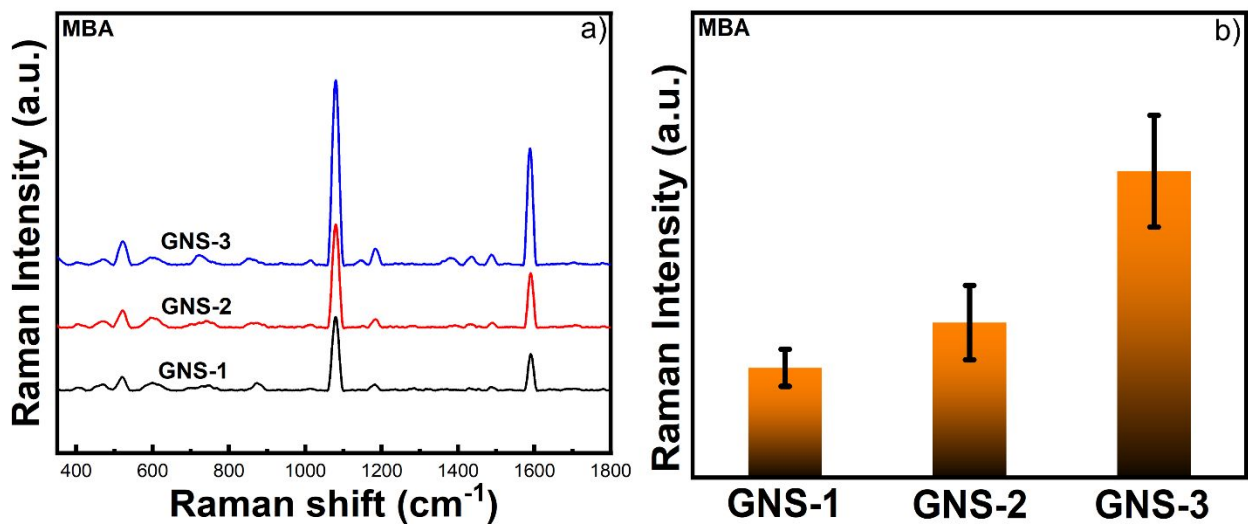 MBA
a)
Raman Intensity (a.u.)
GNS-3
GNS-2
GNS-1
400 600 800 1000 1200 1400 1600 1800
Raman shift (cm⁻¹)
MBA
b)
Raman Intensity (a.u.)
GNS-1 GNS-2 GNS-3